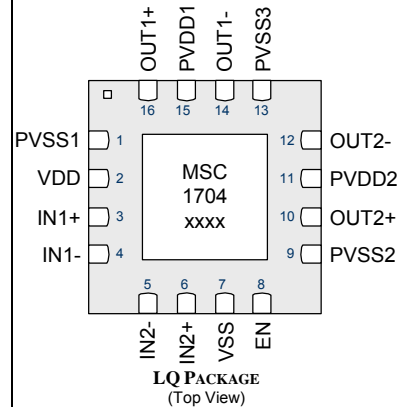 OUT1+
PVDD1
OUT1-
PVSS3
16
15
14
13
PVSS1 1
VDD 2
IN1+ 3
IN1- 4
MSC
1704
xxxx
12 OUT2-
11 PVDD2
10 OUT2+
9 PVSS2
5
6
7
8
IN2-
IN2+
VSS
EN
LQ PACKAGE
(Top View)